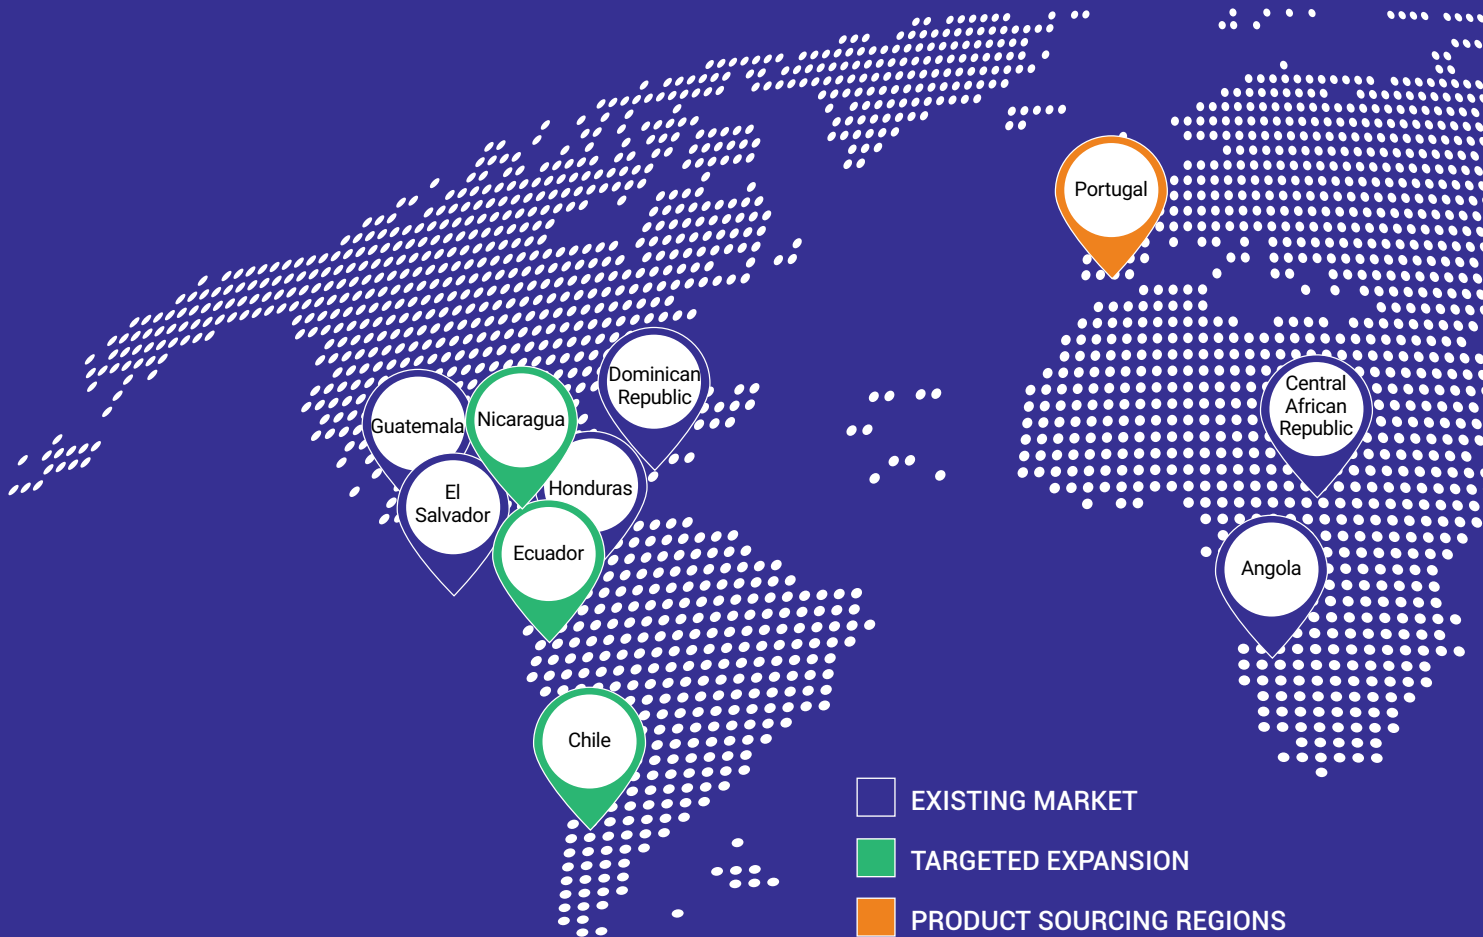 Portugal
Dominican
Republic
Central
African
Republic
Guatemala
Nicaragua
El
Salvador
Honduras
Ecuador
Angola
Chile
EXISTING MARKET
TARGETED EXPANSION
PRODUCT SOURCING REGIONS